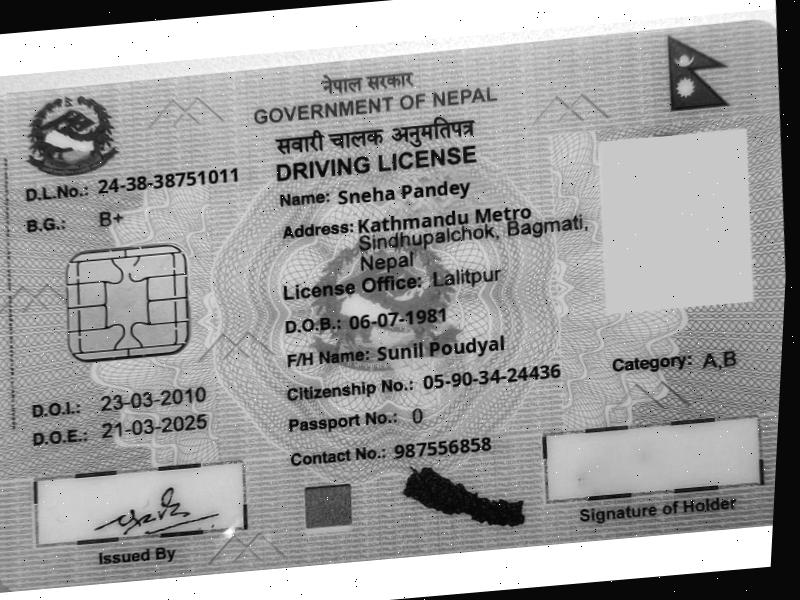 नेपाल सरकार
GOVERNMENT OF NEPAL
सवारी चालक अनुमतिपत्र
DRIVING LICENSE
D.L.No.: 24-38-38751011
B.G.: B+
Name: Sneha Pandey
Address: Kathmandu Metro
Sindhupalchok, Bagmati,
Nepal
License Office: Lalitpur
D.O.B.: 06-07-1981
F/H Name: Sunil Poudyal
Citizenship No.: 05-90-34-24436
Category: A,B
D.O.I.: 23-03-2010
Passport No.: 0
D.O.E.: 21-03-2025
Contact No.: 987556858
Issued By
Signature of Holder